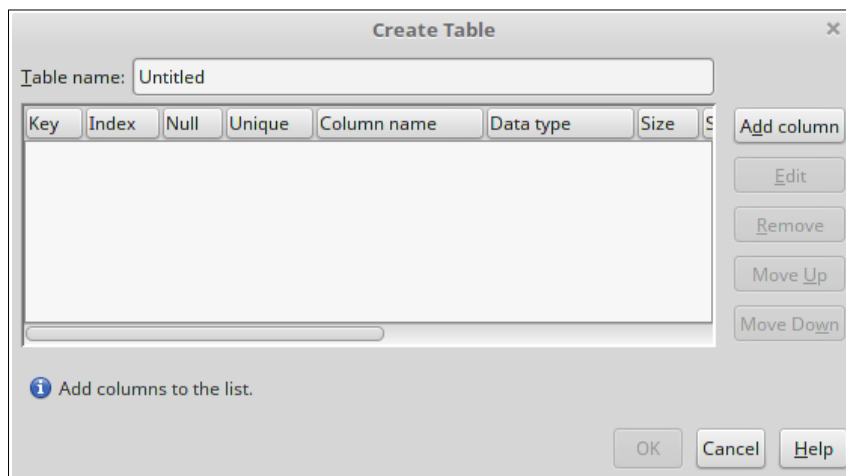 Create Table
Table name: Untitled
Key Index Null Unique Column name Data type Size S
Add column
Edit
Remove
Move Up
Move Down
Add columns to the list.
OK Cancel Help